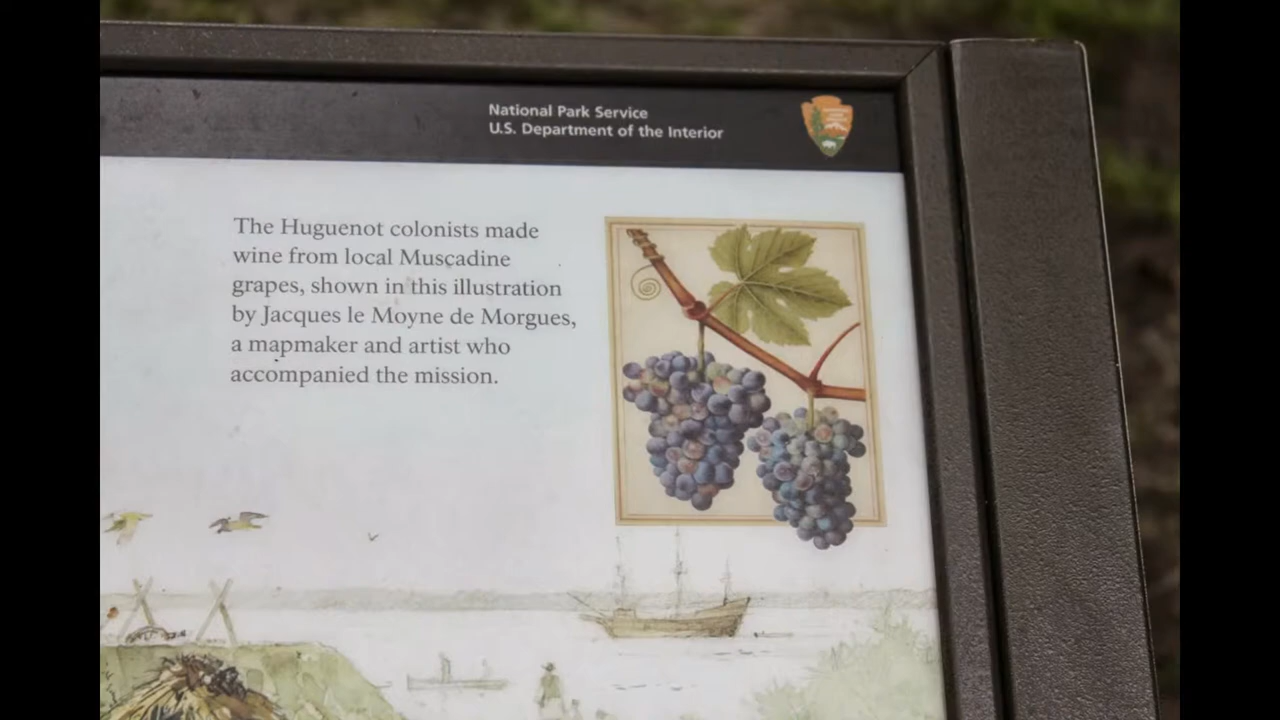 National Park Service
U.S. Department of the Interior
The Huguenot colonists made
wine from local Muscadine
grapes, shown in this illustration
by Jacques le Moyne de Morgues,
a mapmaker and artist who
accompanied the mission.